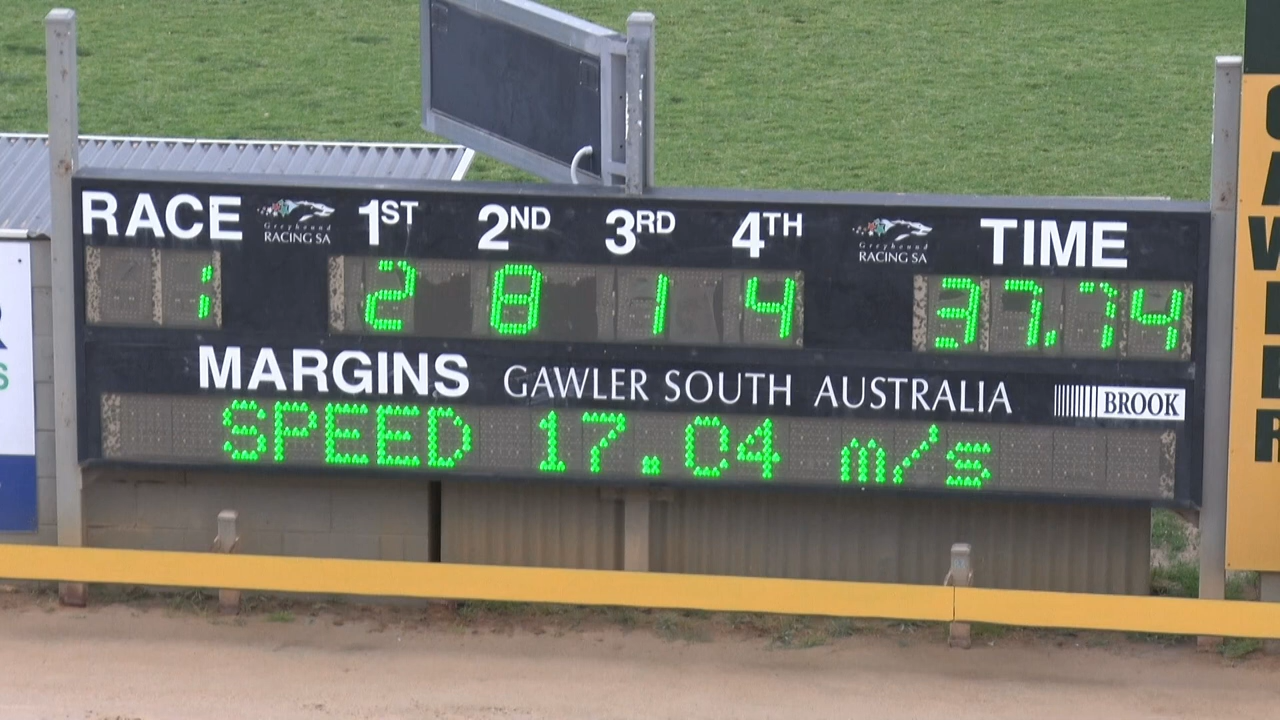 RACE 1ST 2ND 3RD 4TH TIME
Greyhound RACING SA Greyhound RACING SA
1 2 8 1 4 37.74
MARGINS GAWLER SOUTH AUSTRALIA BROOK
SPEED 17.04 m/s